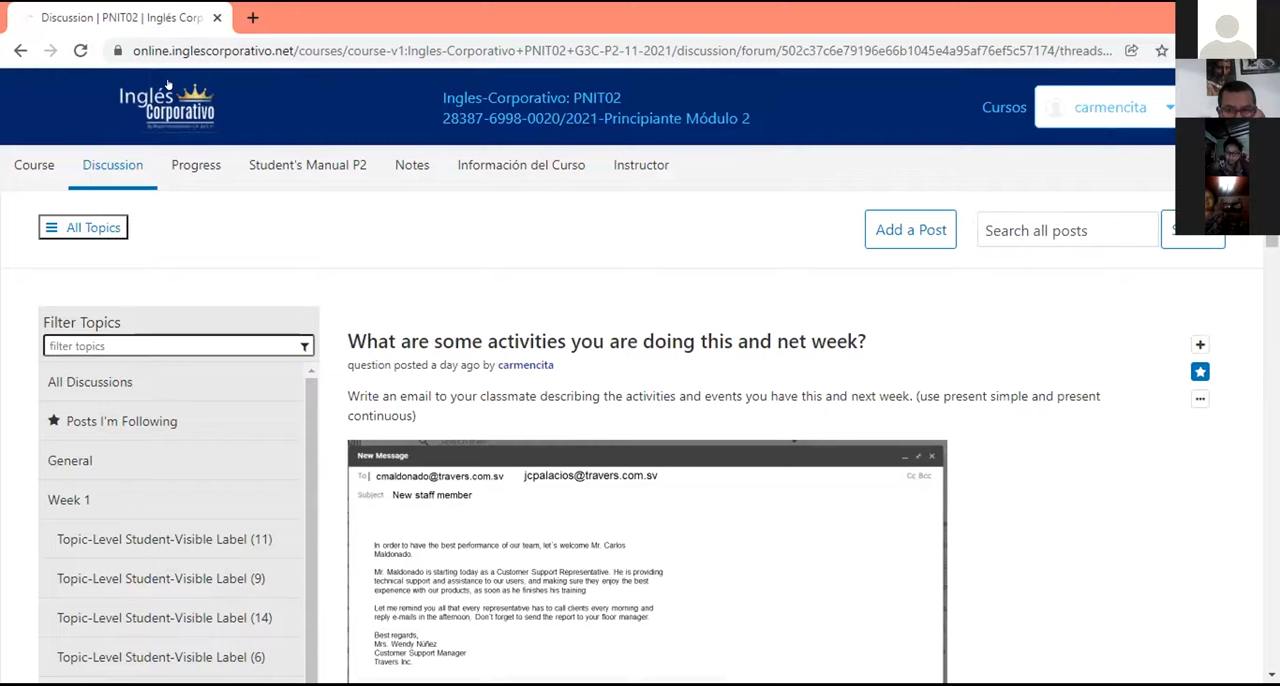 Discussion | PNIT02 | Inglés Corp
online.inglescorporativo.net/courses/course-v1:Ingles-Corporativo+PNIT02+G3C-P2-11-2021/discussion/forum/502c37c6e79196e66b1045e4a95af76ef5c57174/threads...
Inglés
Corporativo
Ingles-Corporativo: PNIT02
28387-6998-0020/2021-Principiante Módulo 2
Cursos
carmencita
Course
Discussion
Progress
Student's Manual P2
Notes
Información del Curso
Instructor
All Topics
Add a Post
Search all posts
Filter Topics
filter topics
All Discussions
Posts I'm Following
General
Week 1
Topic-Level Student-Visible Label (11)
Topic-Level Student-Visible Label (9)
Topic-Level Student-Visible Label (14)
Topic-Level Student-Visible Label (6)
What are some activities you are doing this and net week?
question posted a day ago by carmencita
Write an email to your classmate describing the activities and events you have this and next week. (use present simple and present
continuous)
New Message
To cmaldonado@travers.com.sv jcpalacios@travers.com.sv
Cc Bcc
Subject New staff member
In order to have the best performance of our team, let's welcome Mr. Carlos
Maldonado.
Mr. Maldonado is starting today as a Customer Support Representative. He is providing
technical support and assistance to our users, and making sure they enjoy the best
experience with our products, as soon as he finishes his training
Let me remind you all that every representative has to call clients every morning and
reply e-mails in the afternoon. Don't forget to send the report to your floor manager.
Best regards,
Mrs. Wendy Núñez
Customer Support Manager
Travers Inc.